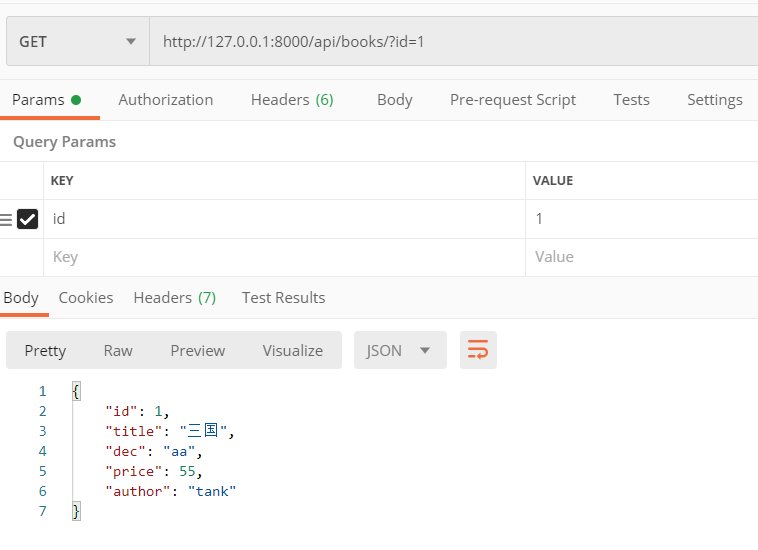 GET http://127.0.0.1:8000/api/books/?id=1
Params Authorization Headers (6) Body Pre-request Script Tests Settings
Query Params
KEY VALUE
id 1
Key Value
Body Cookies Headers (7) Test Results
Pretty Raw Preview Visualize JSON
1 {
2 "id": 1,
3 "title": "三国",
4 "dec": "aa",
5 "price": 55,
6 "author": "tank"
7 }